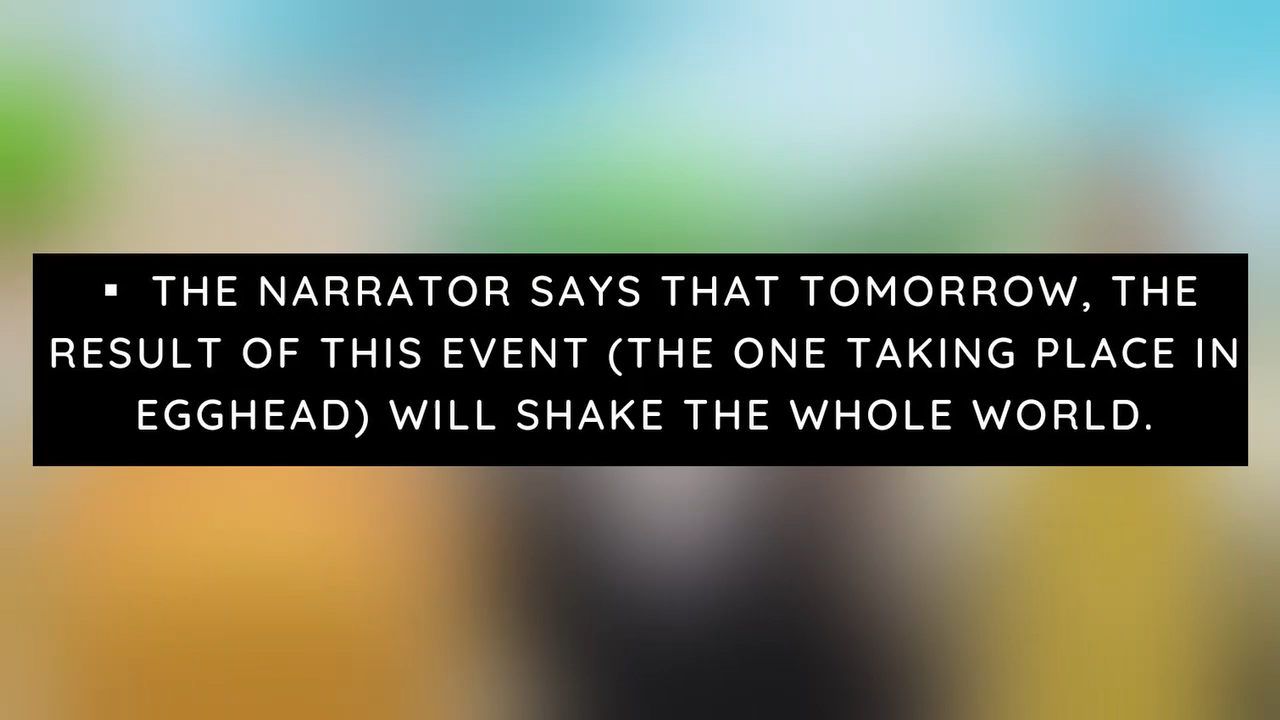 ▪ THE NARRATOR SAYS THAT TOMORROW, THE
RESULT OF THIS EVENT (THE ONE TAKING PLACE IN
EGGHEAD) WILL SHAKE THE WHOLE WORLD.